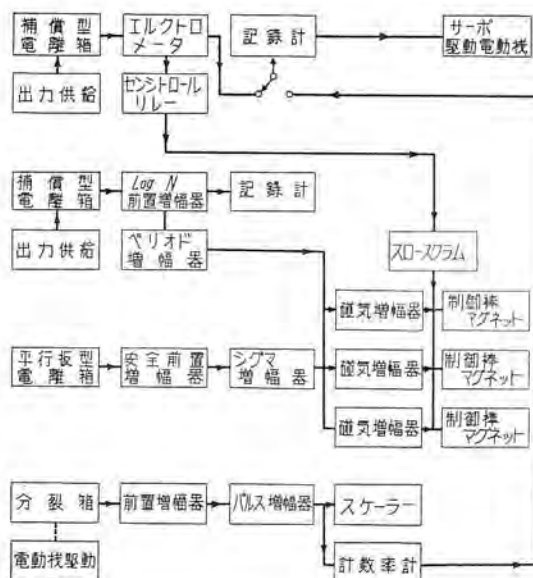 補償型
電離箱
エルクトロ
メータ
記録計
サーボ
駆動電動桟
出力供給
センシトロール
リレー
補償型
電離箱
Log N
前置増幅器
記録計
出力供給
ペリオド
増幅器
スロースクラム
磁気増幅器
制御棒
マグネット
平行板型
電離箱
安全前置
増幅器
シグマ
増幅器
磁気増幅器
制御棒
マグネット
磁気増幅器
制御棒
マグネット
分裂箱
前置増幅器
パルス増幅器
スケーラー
電動桟駆動
計数率計